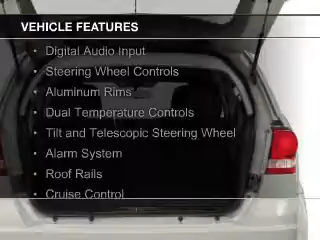 VEHICLE FEATURES
• Digital Audio Input
• Steering Wheel Controls
• Aluminum Rims
• Dual Temperature Controls
• Tilt and Telescopic Steering Wheel
• Alarm System
• Roof Rails
• Cruise Control